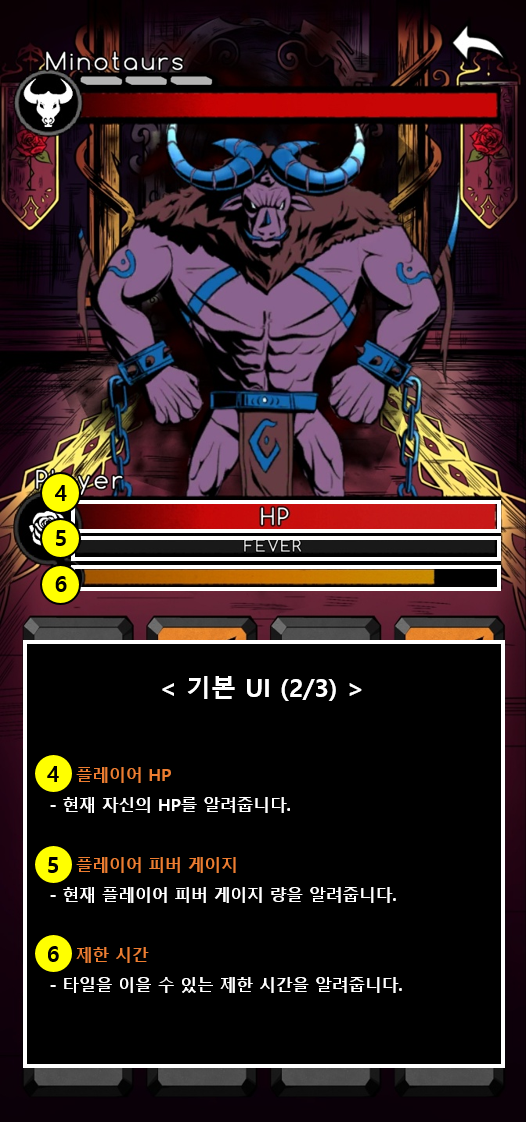 Minotaurs
Player
4
HP
5
FEVER
6
< 기본 UI (2/3) >
4 플레이어 HP
- 현재 자신의 HP를 알려줍니다.
5 플레이어 피버 게이지
- 현재 플레이어 피버 게이지 량을 알려줍니다.
6 제한 시간
- 타일을 이을 수 있는 제한 시간을 알려줍니다.